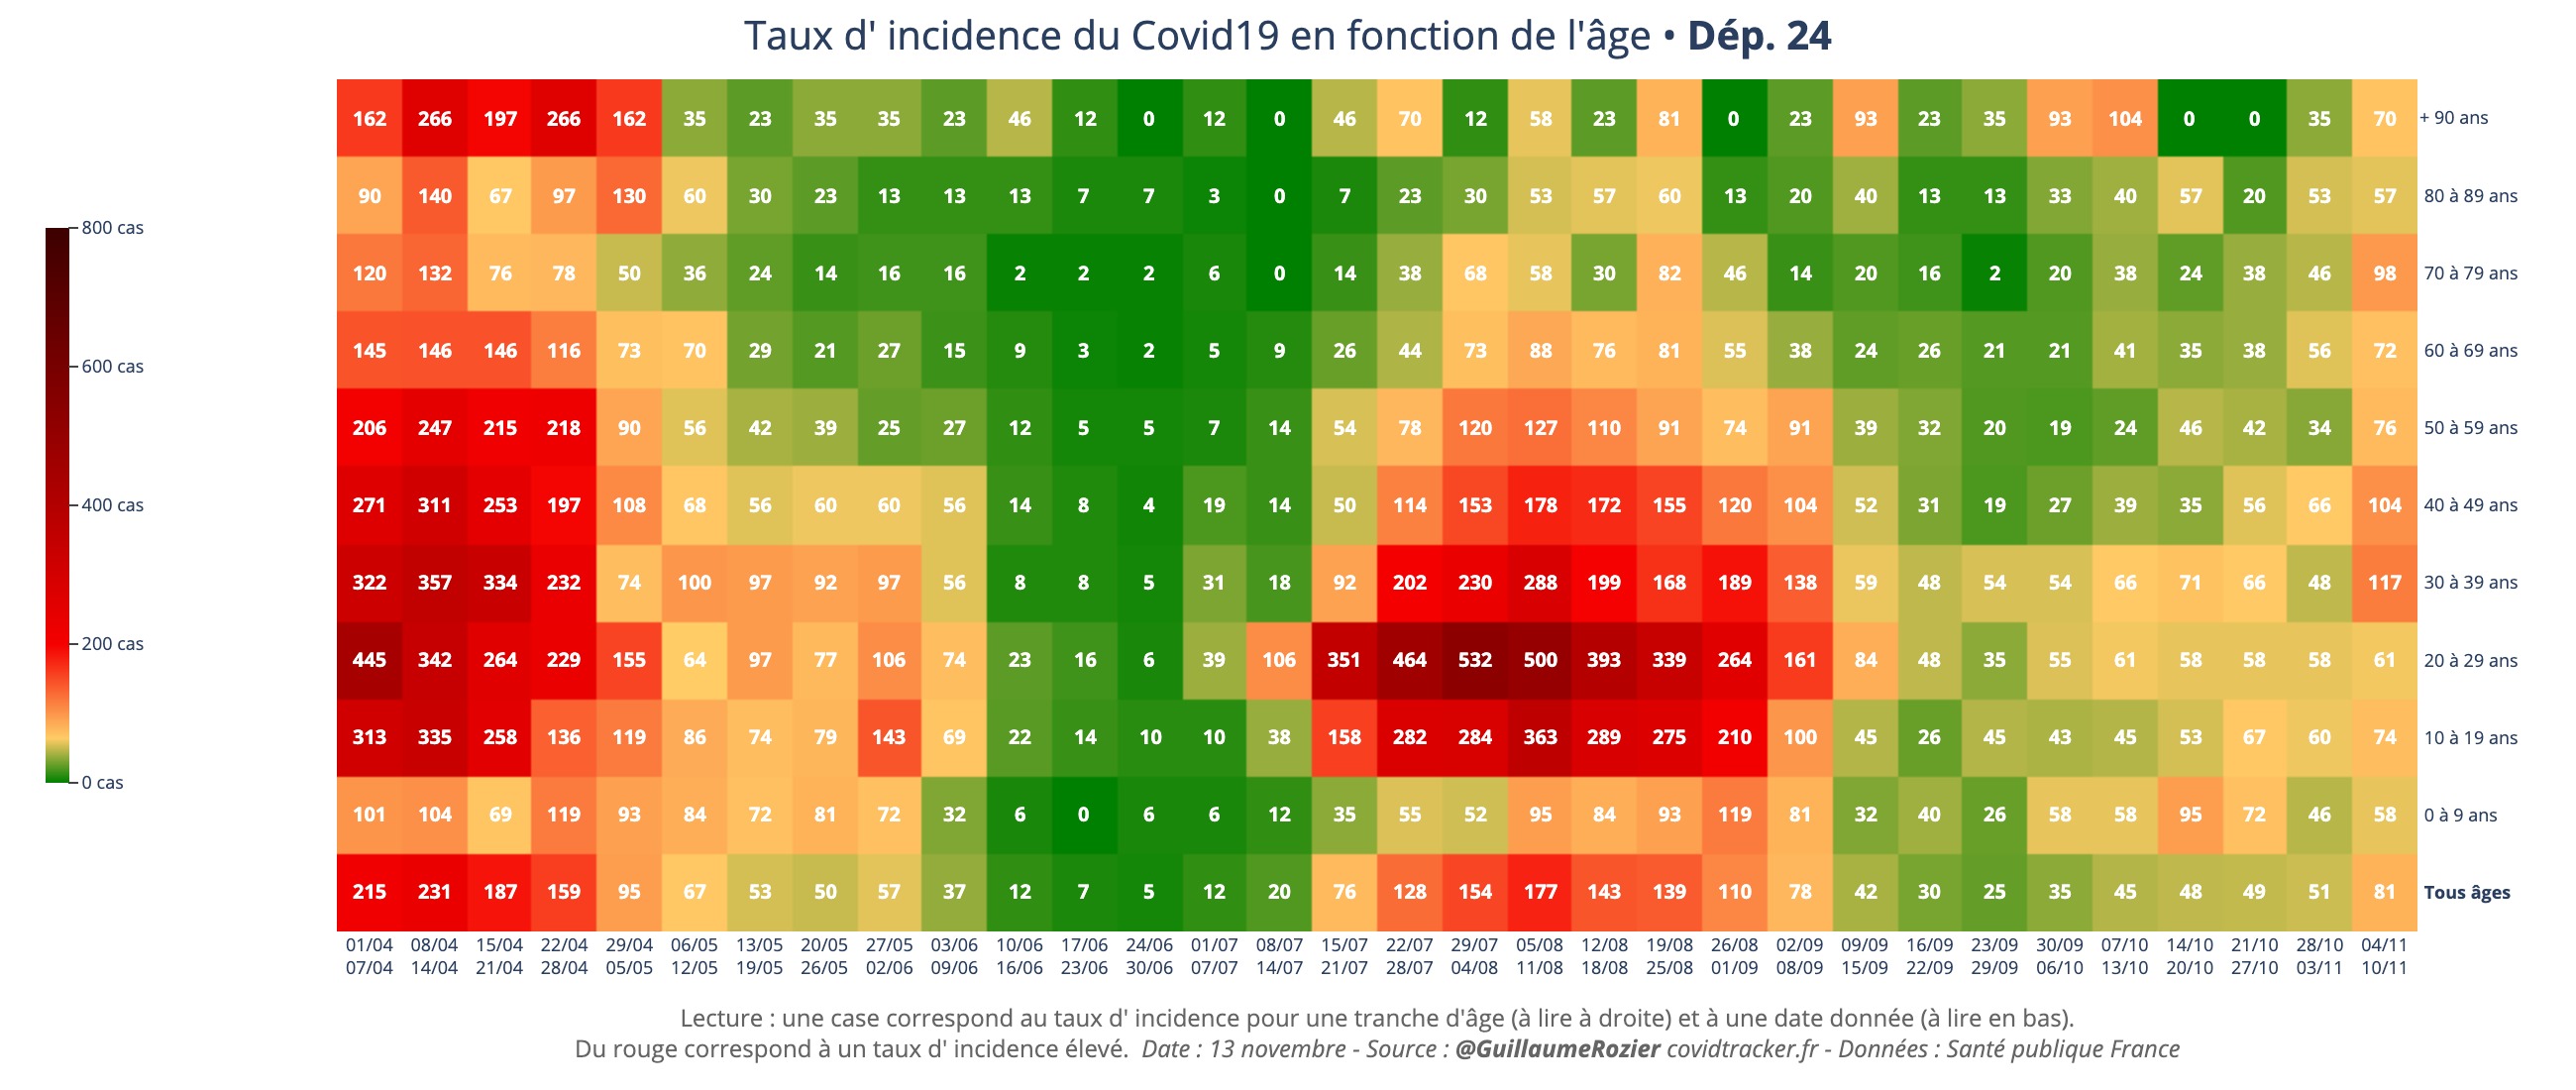 Taux d' incidence du Covid19 en fonction de l'âge • Dép. 24
800 cas
600 cas
400 cas
200 cas
0 cas
162 266 197 266 162 35 23 35 35 23 46 12 0 12 0 46 70 12 58 23 81 0 23 93 23 35 93 104 0 0 35 70 + 90 ans
90 140 67 97 130 60 30 23 13 13 13 7 7 3 0 7 23 30 53 57 60 13 20 40 13 13 33 40 57 20 53 57 80 à 89 ans
120 132 76 78 50 36 24 14 16 16 2 2 2 6 0 14 38 68 58 30 82 46 14 20 16 2 20 38 24 38 46 98 70 à 79 ans
145 146 146 116 73 70 29 21 27 15 9 3 2 5 9 26 44 73 88 76 81 55 38 24 26 21 21 41 35 38 56 72 60 à 69 ans
206 247 215 218 90 56 42 39 25 27 12 5 5 7 14 54 78 120 127 110 91 74 91 39 32 20 19 24 46 42 34 76 50 à 59 ans
271 311 253 197 108 68 56 60 60 56 14 8 4 19 14 50 114 153 178 172 155 120 104 52 31 19 27 39 35 56 66 104 40 à 49 ans
322 357 334 232 74 100 97 92 97 56 8 8 5 31 18 92 202 230 288 199 168 189 138 59 48 54 54 66 71 66 48 117 30 à 39 ans
445 342 264 229 155 64 97 77 106 74 23 16 6 39 106 351 464 532 500 393 339 264 161 84 48 35 55 61 58 58 58 61 20 à 29 ans
313 335 258 136 119 86 74 79 143 69 22 14 10 10 38 158 282 284 363 289 275 210 100 45 26 45 43 45 53 67 60 74 10 à 19 ans
101 104 69 119 93 84 72 81 72 32 6 0 6 6 12 35 55 52 95 84 93 119 81 32 40 26 58 58 95 72 46 58 0 à 9 ans
215 231 187 159 95 67 53 50 57 37 12 7 5 12 20 76 128 154 177 143 139 110 78 42 30 25 35 45 48 49 51 81 Tous âges
01/04 08/04 15/04 22/04 29/04 06/05 13/05 20/05 27/05 03/06 10/06 17/06 24/06 01/07 08/07 15/07 22/07 29/07 05/08 12/08 19/08 26/08 02/09 09/09 16/09 23/09 30/09 07/10 14/10 21/10 28/10 04/11
07/04 14/04 21/04 28/04 05/05 12/05 19/05 26/05 02/06 09/06 16/06 23/06 30/06 07/07 14/07 21/07 28/07 04/08 11/08 18/08 25/08 01/09 08/09 15/09 22/09 29/09 06/10 13/10 20/10 27/10 03/11 10/11
Lecture : une case correspond au taux d' incidence pour une tranche d'âge (à lire à droite) et à une date donnée (à lire en bas).
Du rouge correspond à un taux d' incidence élevé. Date : 13 novembre - Source : @GuillaumeRozier covidtracker.fr - Données : Santé publique France